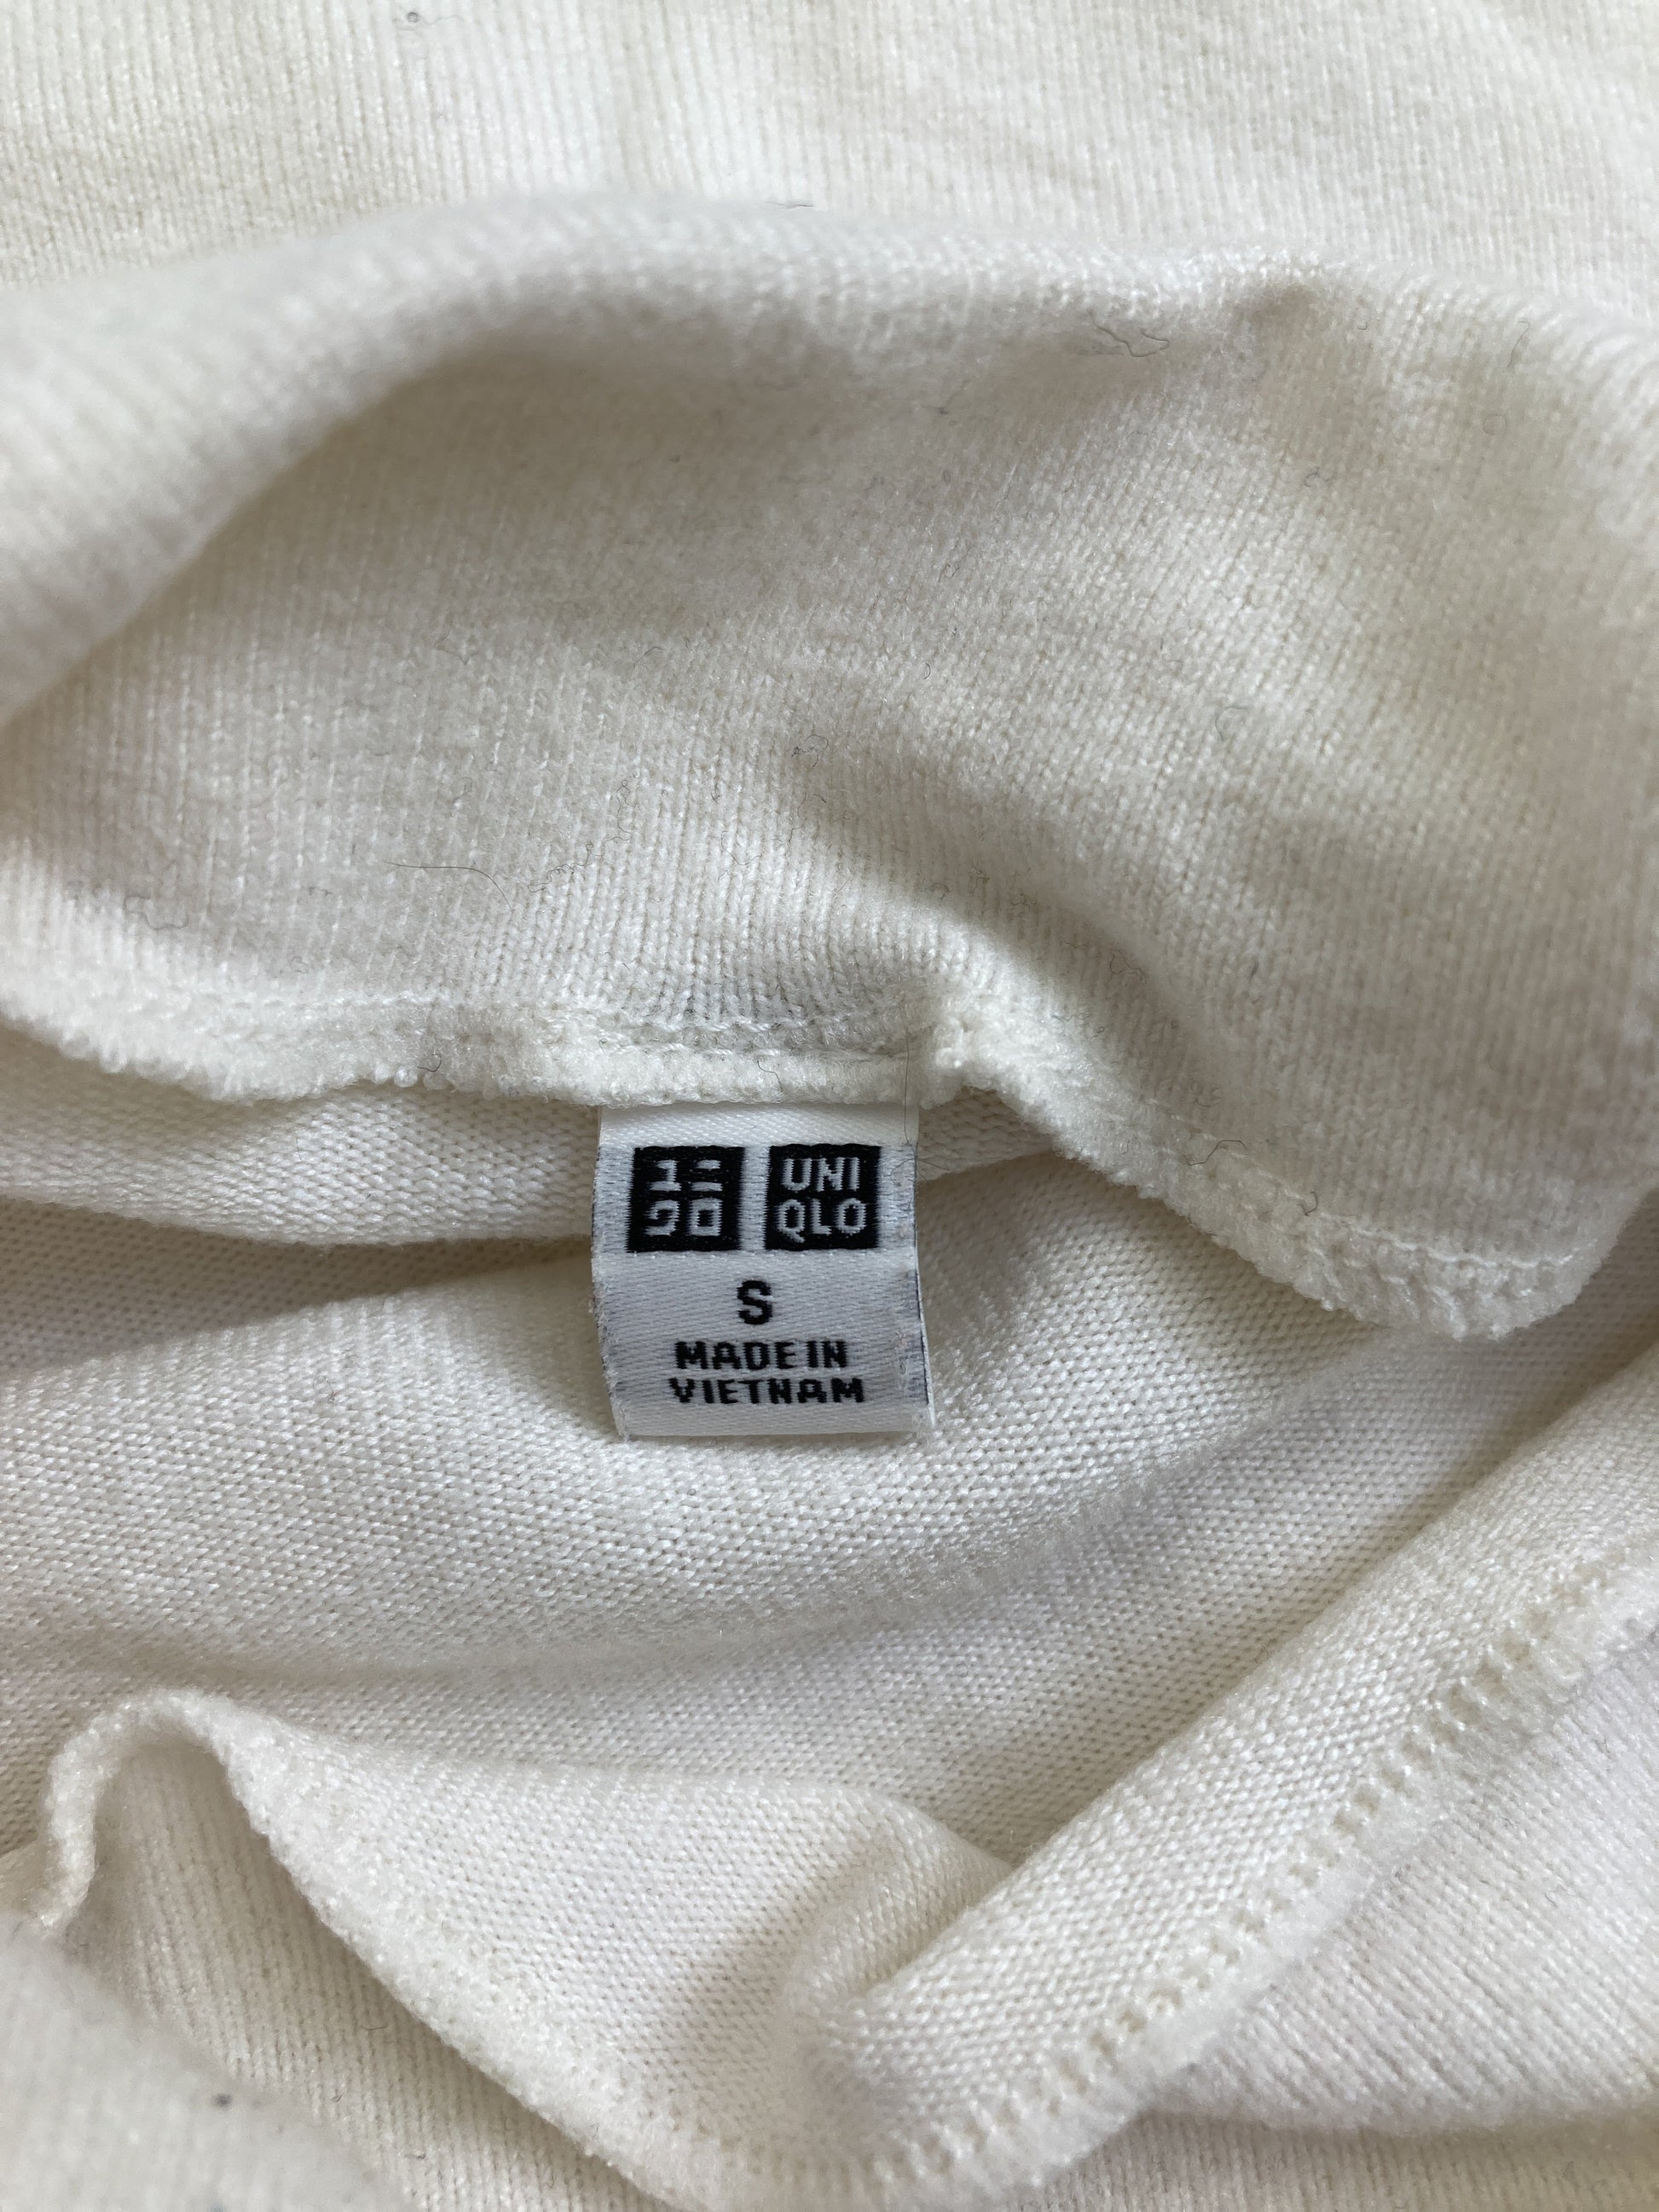 ユニ
クロ
UNI
QLO
S
MADE IN
VIETNAM